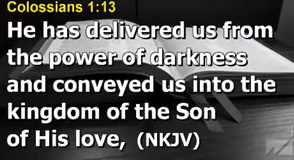 Colossians 1:13
He has delivered us from
the power of darkness
and conveyed us into the
kingdom of the Son
of His love, (NKJV)